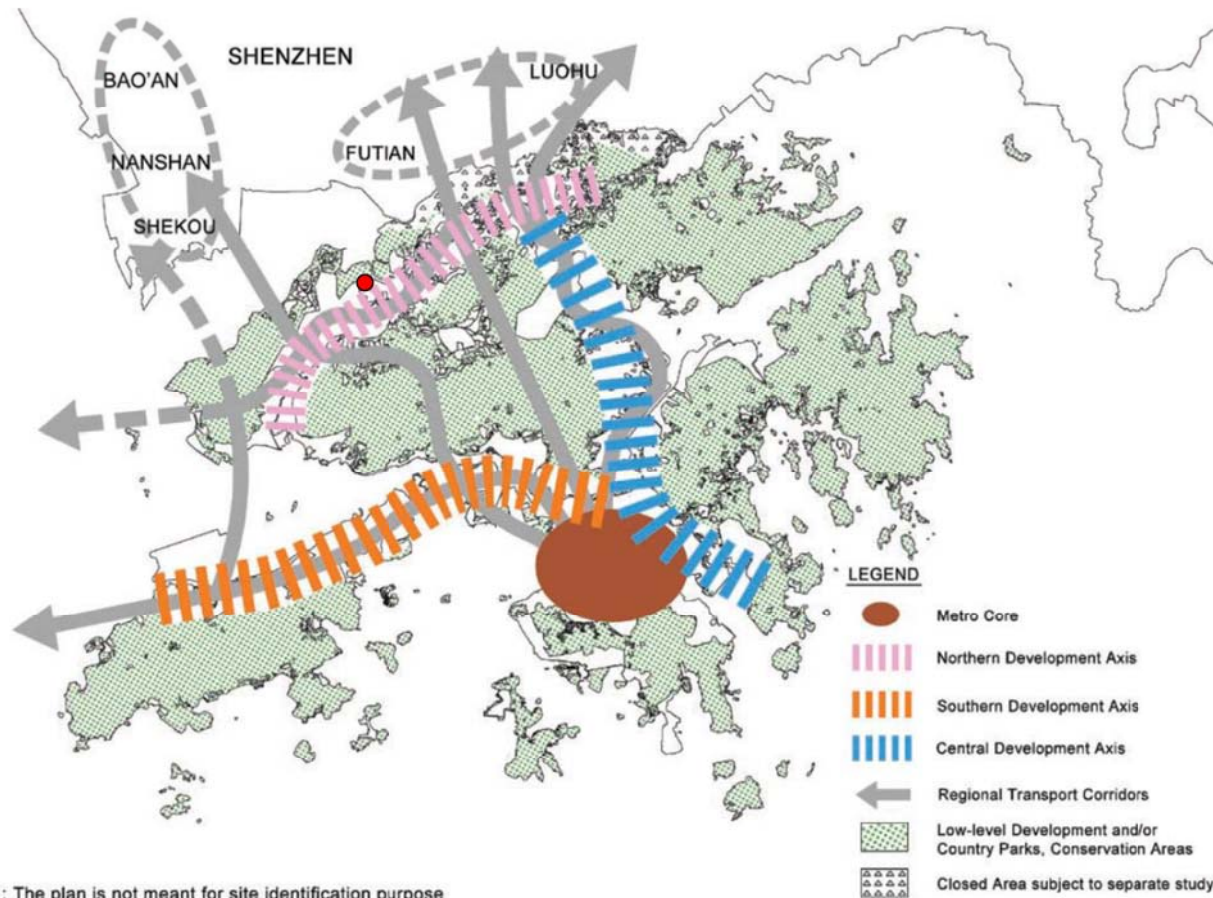 SHENZHEN
BAO'AN
LUOHU
FUTIAN
NANSHAN
SHEKOU
LEGEND
Metro Core
Northern Development Axis
Southern Development Axis
Central Development Axis
Regional Transport Corridors
Low-level Development and/or
Country Parks, Conservation Areas
Closed Area subject to separate study
: The plan is not meant for site identification purpose